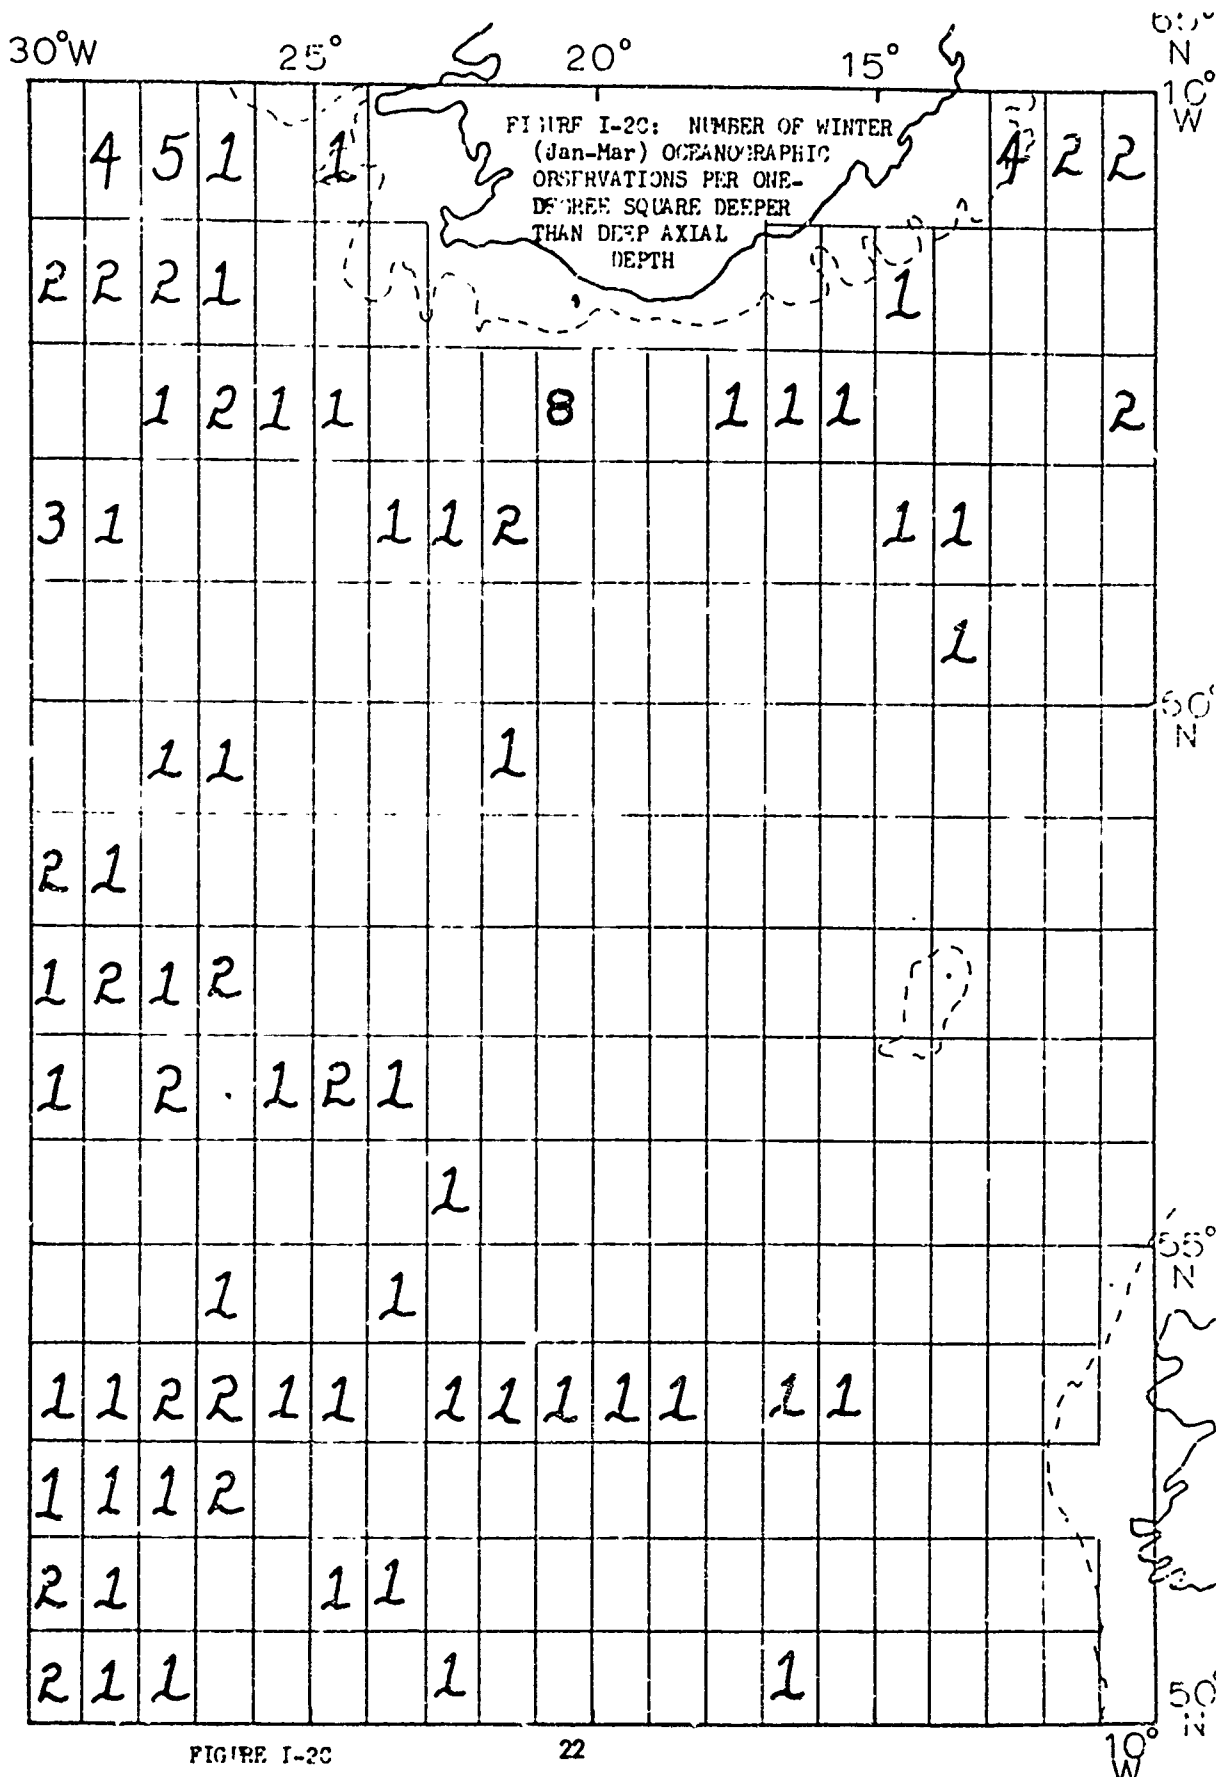 65°
30°W 25° 20° 15° N
10°
W
FIGURE I-2C: NUMBER OF WINTER
(Jan-Mar) OCEANOGRAPHIC
OBSERVATIONS PER ONE-
DEGREE SQUARE DEEPER
THAN DEEP AXIAL
DEPTH
4 5 1 1 4 2 2
2 2 2 1 1
1 2 1 1 8 1 1 1 2
3 1 1 1 2 1 1
1
60°
N
1 1 1
2 1
1 2 1 2
1 2 1 2 1
1
55°
N
1 1
1 1 2 2 1 1 1 1 1 1 1 1 1
1 1 1 2
2 1 1 1
2 1 1 1 1
50°
N
FIGURE I-2C 22 10°
W